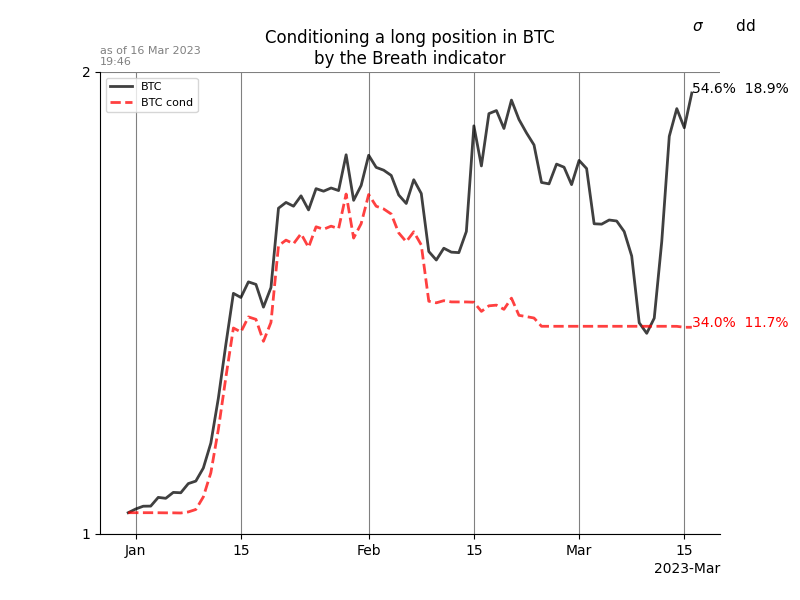 σ dd
Conditioning a long position in BTC
by the Breath indicator
as of 16 Mar 2023
19:46
2
BTC
BTC cond
54.6% 18.9%
34.0% 11.7%
1
Jan 15 Feb 15 Mar 15
2023-Mar